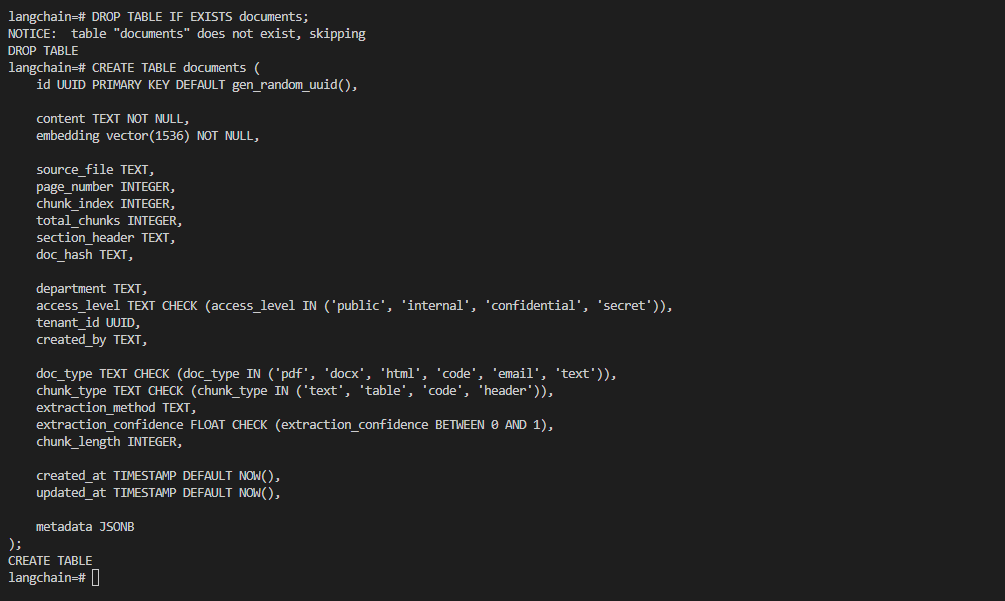 langchain=# DROP TABLE IF EXISTS documents;
NOTICE:  table "documents" does not exist, skipping
DROP TABLE
langchain=# CREATE TABLE documents (
    id UUID PRIMARY KEY DEFAULT gen_random_uuid(),
    content TEXT NOT NULL,
    embedding vector(1536) NOT NULL,
    source_file TEXT,
    page_number INTEGER,
    chunk_index INTEGER,
    total_chunks INTEGER,
    section_header TEXT,
    doc_hash TEXT,
    department TEXT,
    access_level TEXT CHECK (access_level IN ('public', 'internal', 'confidential', 'secret')),
    tenant_id UUID,
    created_by TEXT,
    doc_type TEXT CHECK (doc_type IN ('pdf', 'docx', 'html', 'code', 'email', 'text')),
    chunk_type TEXT CHECK (chunk_type IN ('text', 'table', 'code', 'header')),
    extraction_method TEXT,
    extraction_confidence FLOAT CHECK (extraction_confidence BETWEEN 0 AND 1),
    chunk_length INTEGER,
    created_at TIMESTAMP DEFAULT NOW(),
    updated_at TIMESTAMP DEFAULT NOW(),
    metadata JSONB
);
CREATE TABLE
langchain=#